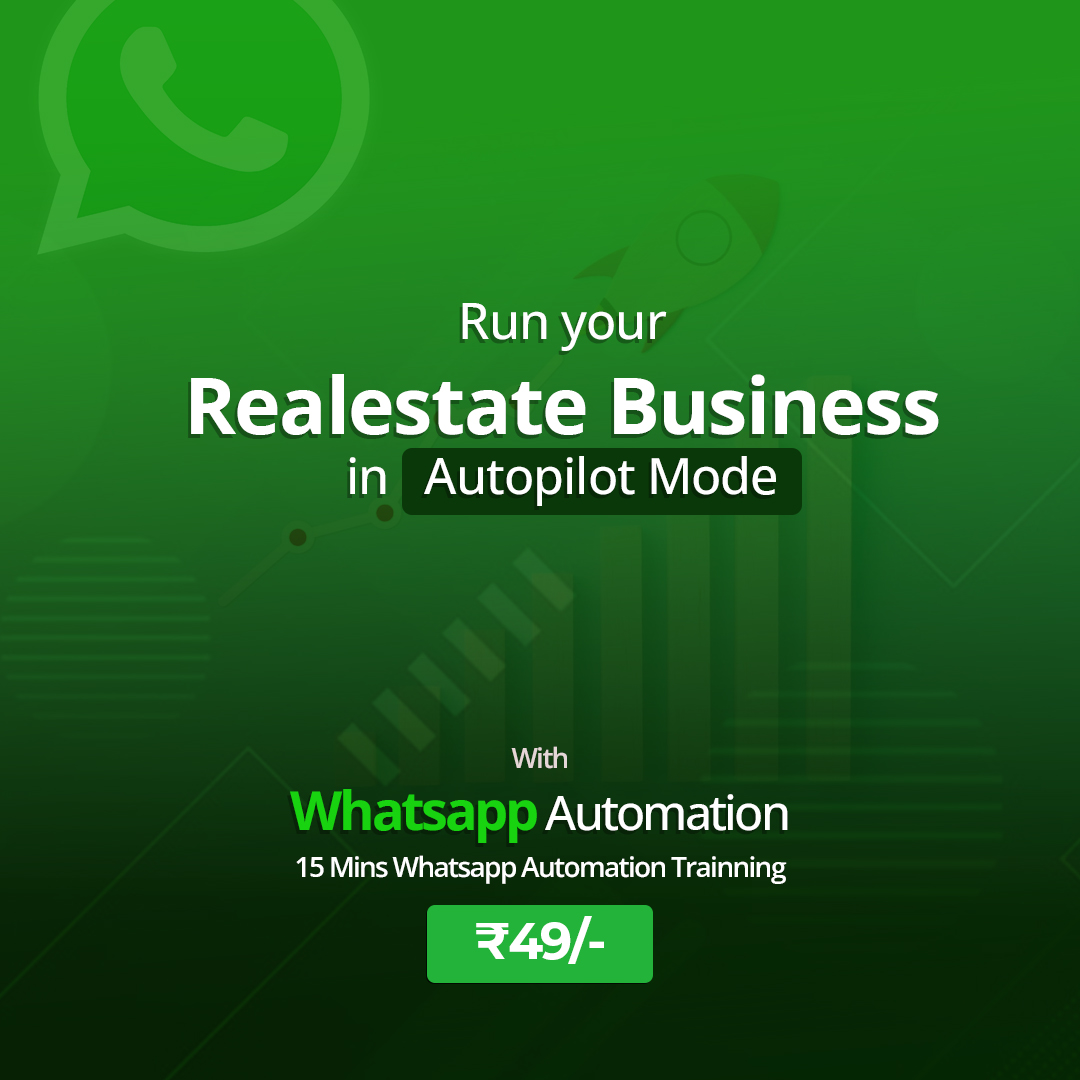 Run your
Realestate Business
in Autopilot Mode
With
Whatsapp Automation
15 Mins Whatsapp Automation Trainning
₹49/-